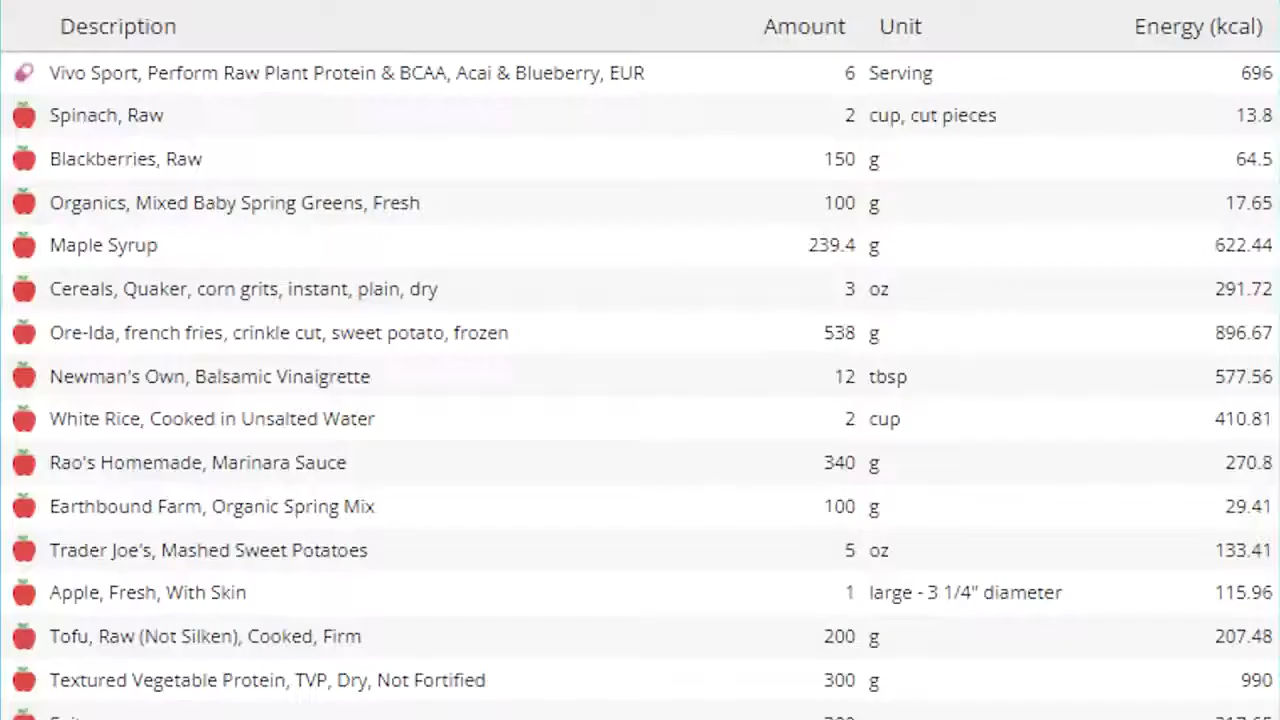 Description Amount Unit Energy (kcal)
Vivo Sport, Perform Raw Plant Protein & BCAA, Acai & Blueberry, EUR 6 Serving 696
Spinach, Raw 2 cup, cut pieces 13.8
Blackberries, Raw 150 g 64.5
Organics, Mixed Baby Spring Greens, Fresh 100 g 17.65
Maple Syrup 239.4 g 622.44
Cereals, Quaker, corn grits, instant, plain, dry 3 oz 291.72
Ore-Ida, french fries, crinkle cut, sweet potato, frozen 538 g 896.67
Newman's Own, Balsamic Vinaigrette 12 tbsp 577.56
White Rice, Cooked in Unsalted Water 2 cup 410.81
Rao's Homemade, Marinara Sauce 340 g 270.8
Earthbound Farm, Organic Spring Mix 100 g 29.41
Trader Joe's, Mashed Sweet Potatoes 5 oz 133.41
Apple, Fresh, With Skin 1 large - 3 1/4" diameter 115.96
Tofu, Raw (Not Silken), Cooked, Firm 200 g 207.48
Textured Vegetable Protein, TVP, Dry, Not Fortified 300 g 990